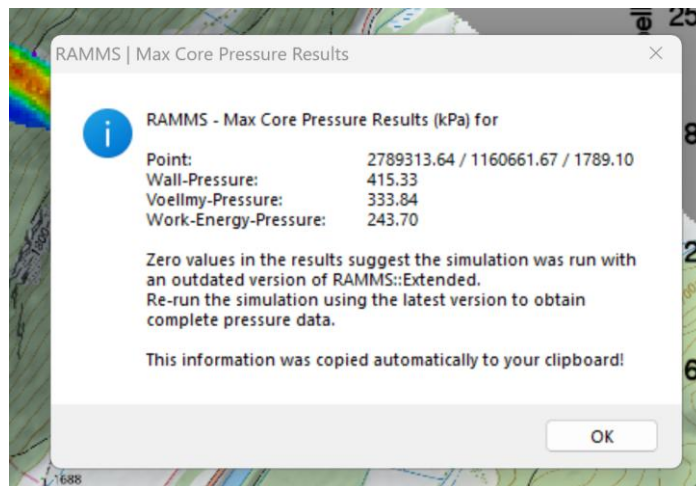 25
RAMMS | Max Core Pressure Results
RAMMS - Max Core Pressure Results (kPa) for
Point: 2789313.64 / 1160661.67 / 1789.10
Wall-Pressure: 415.33
Voellmy-Pressure: 333.84
Work-Energy-Pressure: 243.70
Zero values in the results suggest the simulation was run with
an outdated version of RAMMS::Extended.
Re-run the simulation using the latest version to obtain
complete pressure data.
This information was copied automatically to your clipboard!
OK
1800
1688